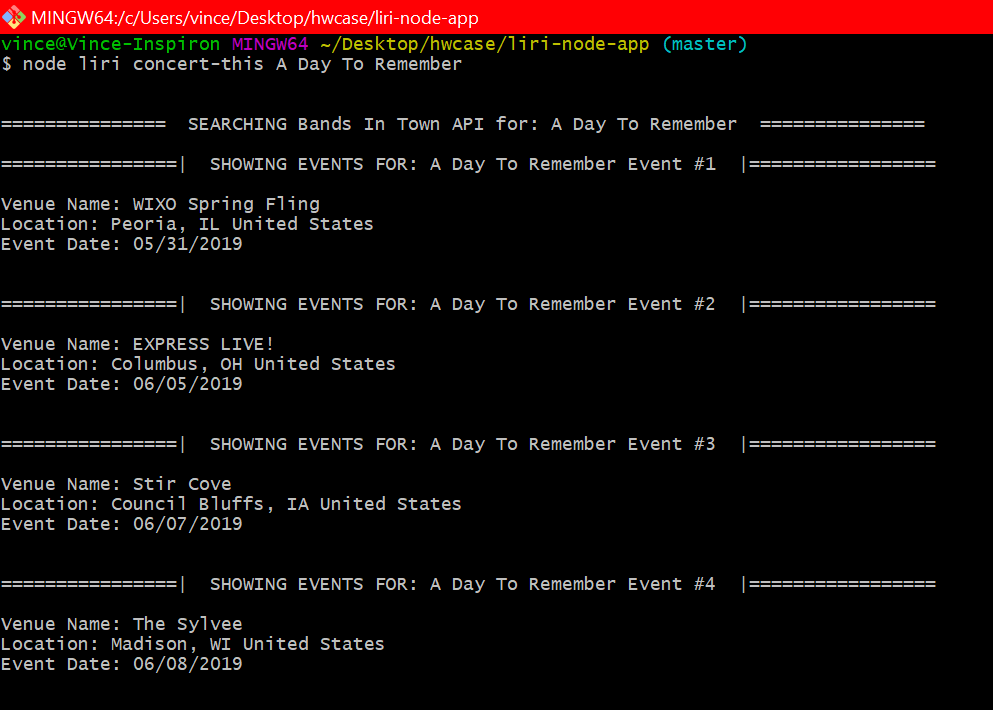 MINGW64:/c/Users/vince/Desktop/hwcase/liri-node-app
vince@Vince-Inspiron MINGW64 ~/Desktop/hwcase/liri-node-app (master)
$ node liri concert-this A Day To Remember
=============== SEARCHING Bands In Town API for: A Day To Remember ===============
================| SHOWING EVENTS FOR: A Day To Remember Event #1 |=================
Venue Name: WIXO Spring Fling
Location: Peoria, IL United States
Event Date: 05/31/2019
================| SHOWING EVENTS FOR: A Day To Remember Event #2 |=================
Venue Name: EXPRESS LIVE!
Location: Columbus, OH United States
Event Date: 06/05/2019
================| SHOWING EVENTS FOR: A Day To Remember Event #3 |=================
Venue Name: Stir Cove
Location: Council Bluffs, IA United States
Event Date: 06/07/2019
================| SHOWING EVENTS FOR: A Day To Remember Event #4 |=================
Venue Name: The Sylvee
Location: Madison, WI United States
Event Date: 06/08/2019